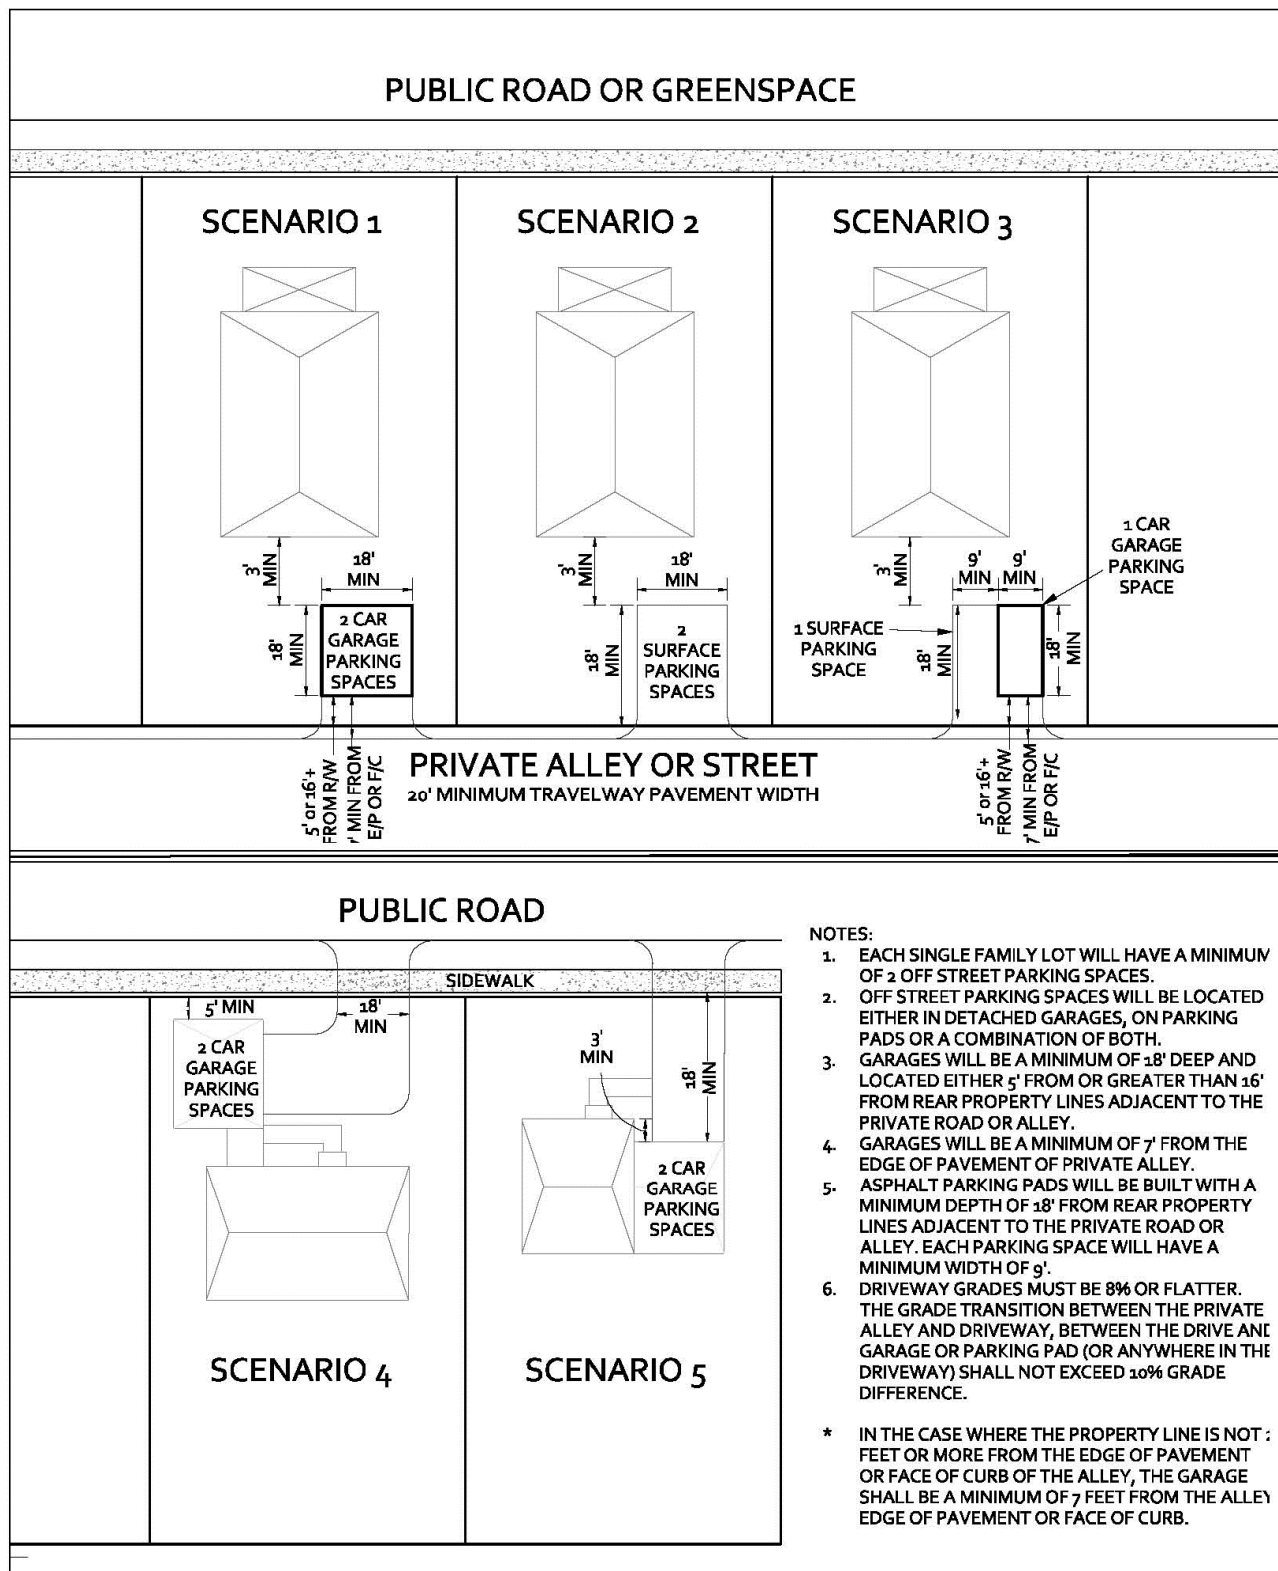 PUBLIC ROAD OR GREENSPACE
SCENARIO 1
SCENARIO 2
SCENARIO 3
3'
MIN
18'
MIN
18'
MIN
2 CAR
GARAGE
PARKING
SPACES
5' or 16'+
FROM R/W
' MIN FROM
E/P OR F/C
3'
MIN
18'
MIN
18'
MIN
2
SURFACE
PARKING
SPACES
3'
MIN
9'
MIN
9'
MIN
1 CAR
GARAGE
PARKING
SPACE
1 SURFACE
PARKING
SPACE
18'
MIN
18'
MIN
5' or 16'+
FROM R/W
7' MIN FROM
E/P OR F/C
PRIVATE ALLEY OR STREET
20' MINIMUM TRAVELWAY PAVEMENT WIDTH
PUBLIC ROAD
SIDEWALK
5' MIN
18'
MIN
2 CAR
GARAGE
PARKING
SPACES
SCENARIO 4
3'
MIN
18'
MIN
2 CAR
GARAGE
PARKING
SPACES
SCENARIO 5
NOTES:
1. EACH SINGLE FAMILY LOT WILL HAVE A MINIMUM
OF 2 OFF STREET PARKING SPACES.
2. OFF STREET PARKING SPACES WILL BE LOCATED
EITHER IN DETACHED GARAGES, ON PARKING
PADS OR A COMBINATION OF BOTH.
3. GARAGES WILL BE A MINIMUM OF 18' DEEP AND
LOCATED EITHER 5' FROM OR GREATER THAN 16'
FROM REAR PROPERTY LINES ADJACENT TO THE
PRIVATE ROAD OR ALLEY.
4. GARAGES WILL BE A MINIMUM OF 7' FROM THE
EDGE OF PAVEMENT OF PRIVATE ALLEY.
5. ASPHALT PARKING PADS WILL BE BUILT WITH A
MINIMUM DEPTH OF 18' FROM REAR PROPERTY
LINES ADJACENT TO THE PRIVATE ROAD OR
ALLEY. EACH PARKING SPACE WILL HAVE A
MINIMUM WIDTH OF 9'.
6. DRIVEWAY GRADES MUST BE 8% OR FLATTER.
THE GRADE TRANSITION BETWEEN THE PRIVATE
ALLEY AND DRIVEWAY, BETWEEN THE DRIVE AND
GARAGE OR PARKING PAD (OR ANYWHERE IN THE
DRIVEWAY) SHALL NOT EXCEED 10% GRADE
DIFFERENCE.
* IN THE CASE WHERE THE PROPERTY LINE IS NOT
FEET OR MORE FROM THE EDGE OF PAVEMENT
OR FACE OF CURB OF THE ALLEY, THE GARAGE
SHALL BE A MINIMUM OF 7 FEET FROM THE ALLEY
EDGE OF PAVEMENT OR FACE OF CURB.